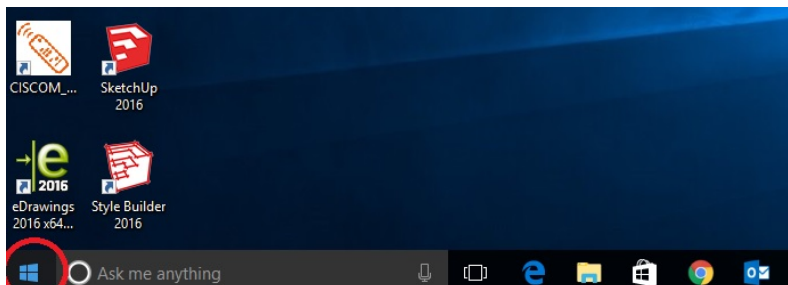 CISCOM_...
SketchUp
2016
2016
eDrawings
2016 x64...
Style Builder
2016
Ask me anything